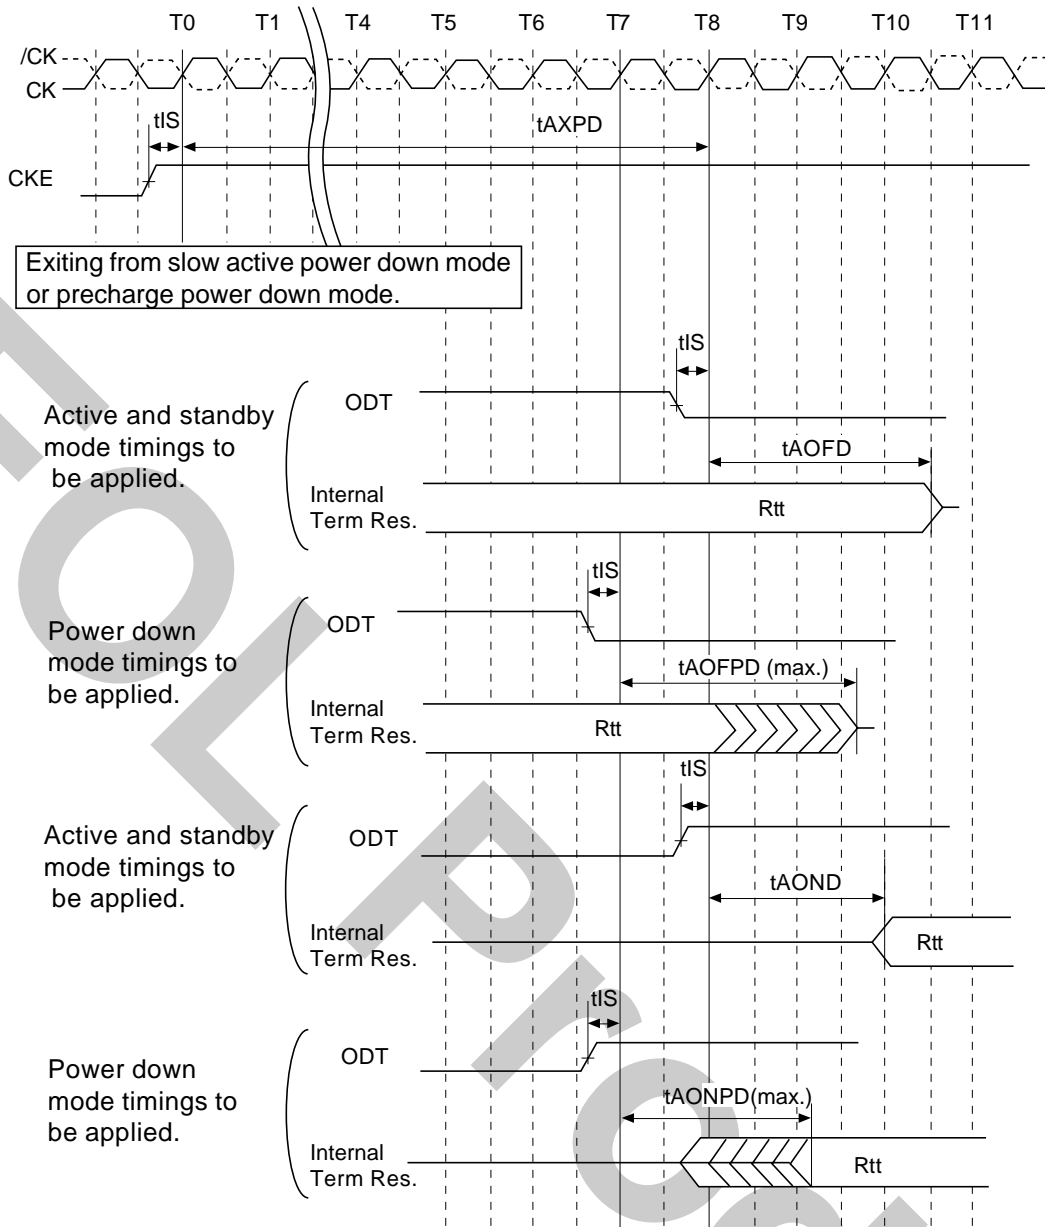 T0 T1 T4 T5 T6 T7 T8 T9 T10 T11
/CK
CK
tIS
tAXPD
CKE
Exiting from slow active power down mode
or precharge power down mode.
tIS
ODT
Active and standby
mode timings to
be applied.
tAOFD
Internal
Term Res.
Rtt
tIS
ODT
Power down
mode timings to
be applied.
tAOFPD (max.)
Internal
Term Res.
Rtt
tIS
ODT
Active and standby
mode timings to
be applied.
tAOND
Internal
Term Res.
Rtt
tIS
ODT
Power down
mode timings to
be applied.
tAONPD(max.)
Internal
Term Res.
Rtt